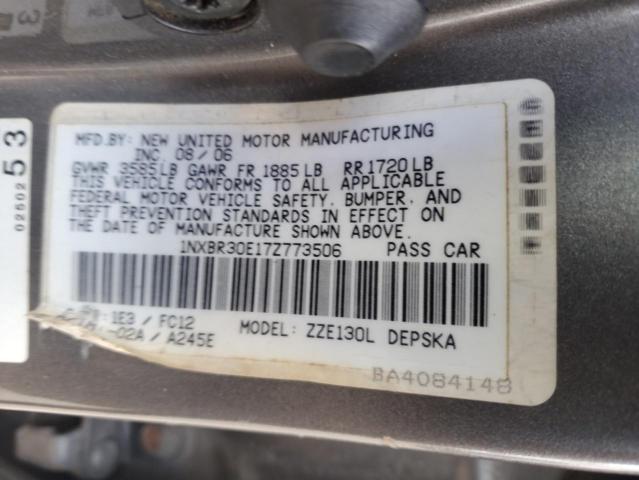 MFD.BY: NEW UNITED MOTOR MANUFACTURING
INC. 08/06
GVWR 3585LB GAWR FR 1885LB RR1720LB
THIS VEHICLE CONFORMS TO ALL APPLICABLE
FEDERAL MOTOR VEHICLE SAFETY, BUMPER, AND
THEFT PREVENTION STANDARDS IN EFFECT ON
THE DATE OF MANUFACTURE SHOWN ABOVE.
1NXBR30E17Z773506 PASS CAR
1E3 / FC12
-02A / A245E
MODEL: ZZE130L DEPSKA
BA4084148
53
02602